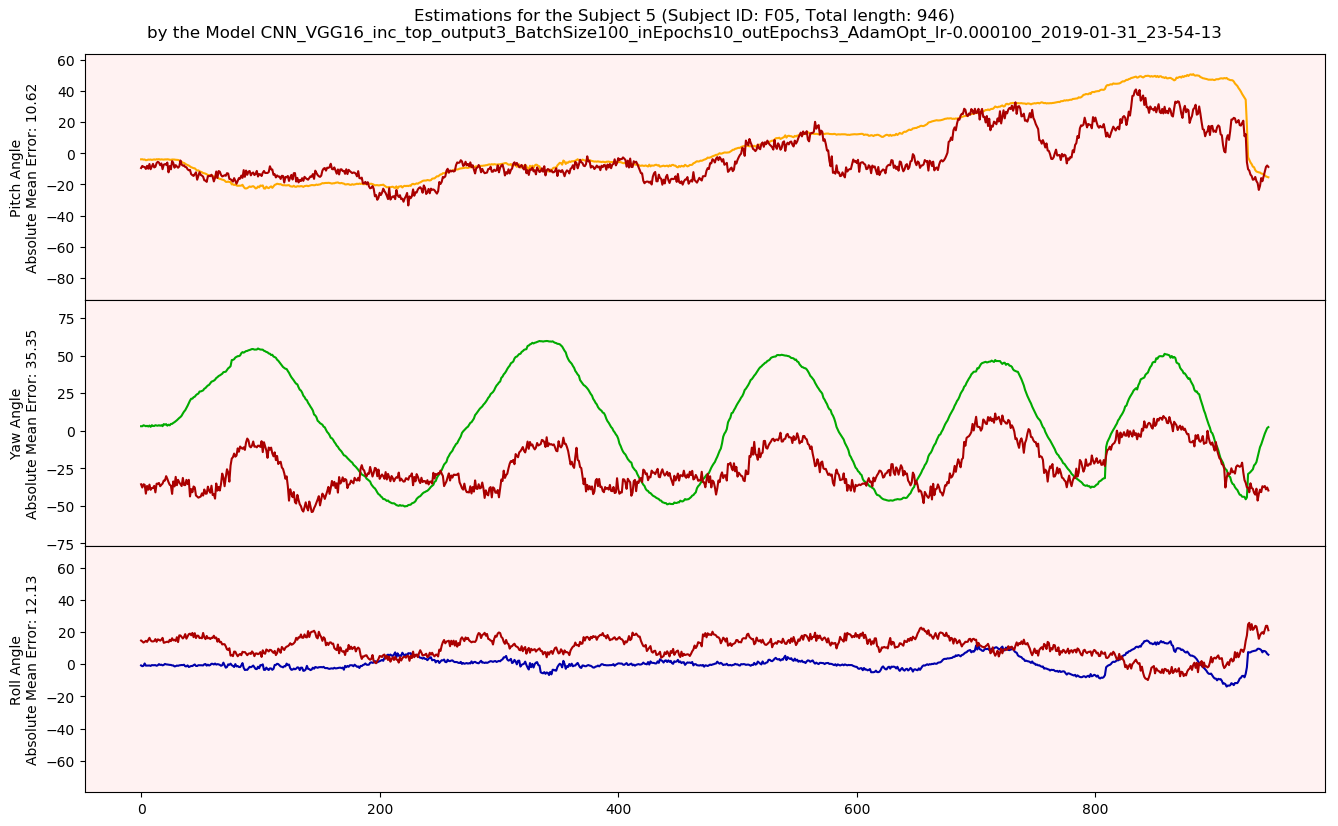 Estimations for the Subject 5 (Subject ID: F05, Total length: 946)
by the Model CNN_VGG16_inc_top_output3_BatchSize100_inEpochs10_outEpochs3_AdamOpt_lr-0.000100_2019-01-31_23-54-13
Pitch Angle
Absolute Mean Error: 10.62
60
40
20
0
−20
−40
−60
−80
Yaw Angle
Absolute Mean Error: 35.35
75
50
25
0
−25
−50
−75
Roll Angle
Absolute Mean Error: 12.13
60
40
20
0
−20
−40
−60
0 200 400 600 800